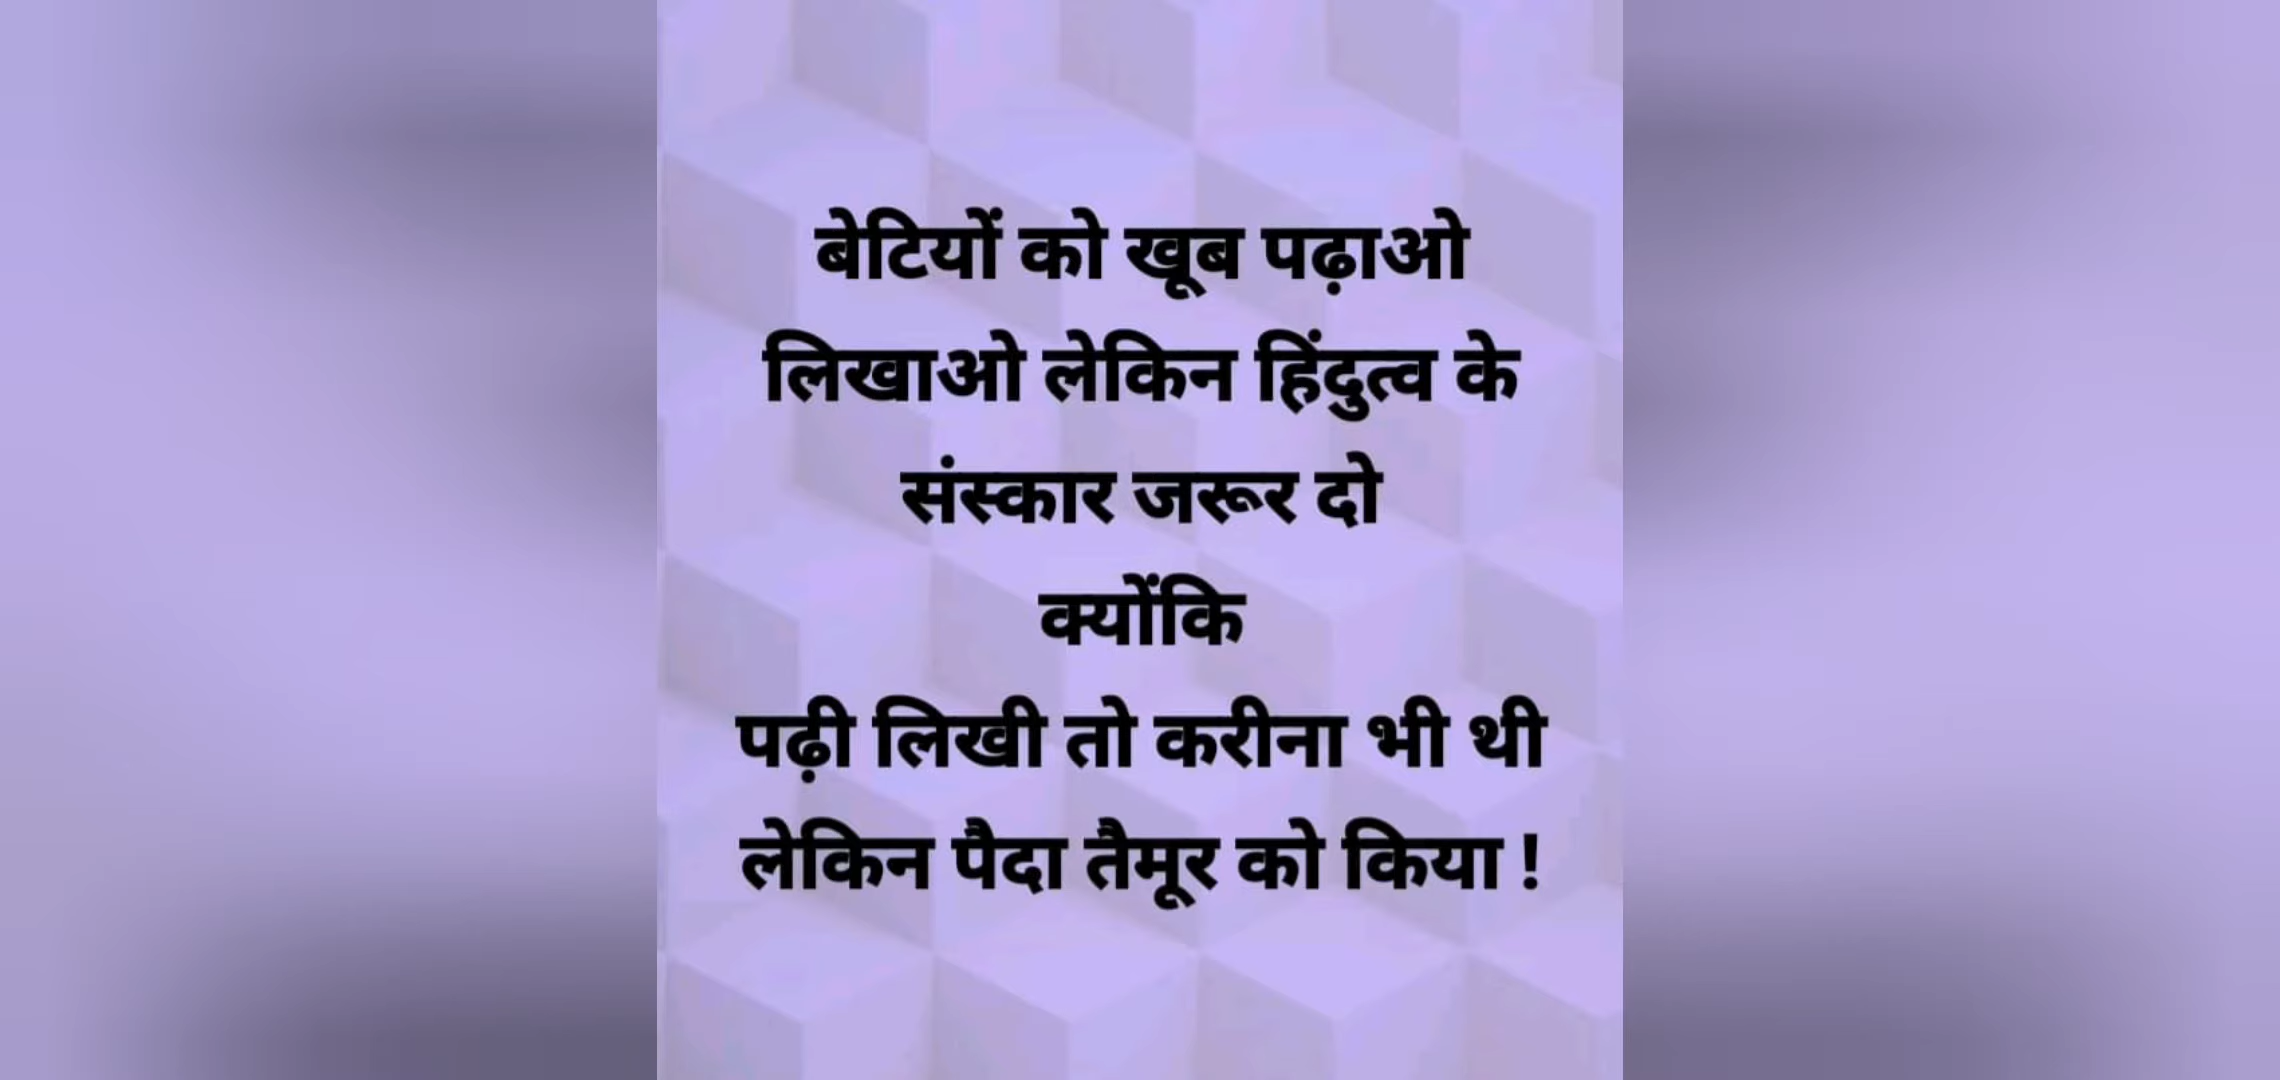 बेटियों को खूब पढ़ाओ
लिखाओ लेकिन हिंदुत्व के
संस्कार जरूर दो
क्योंकि
पढ़ी लिखी तो करीना भी थी
लेकिन पैदा तैमूर को किया !